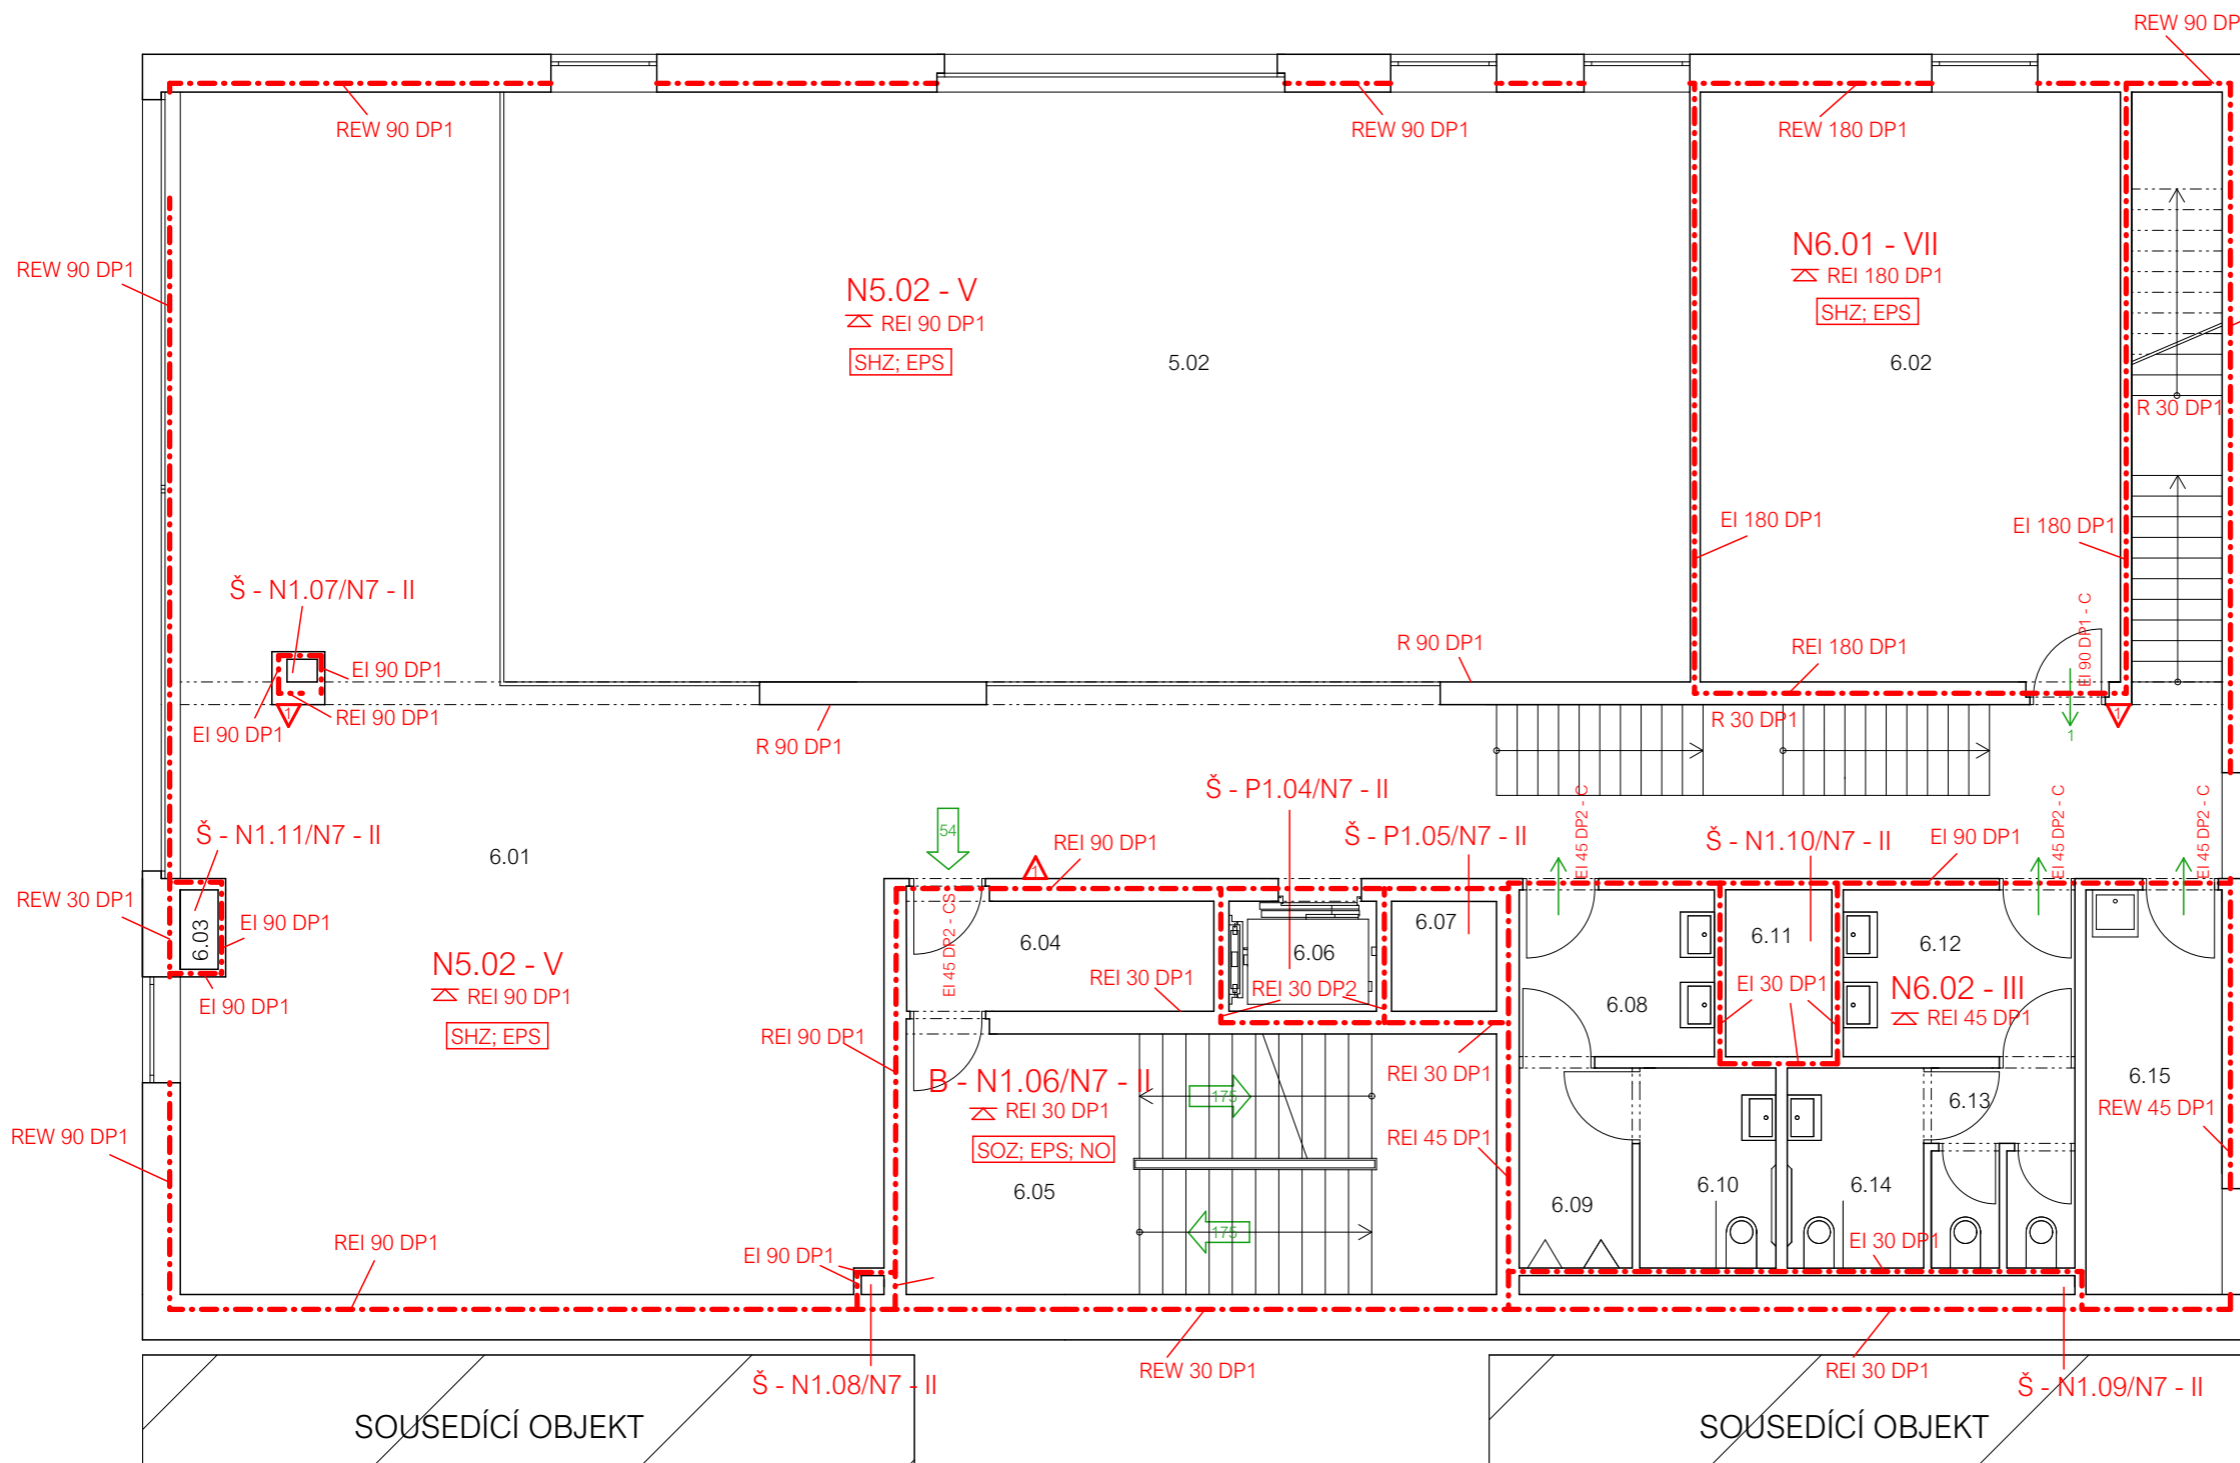 REW 90 DP
REW 90 DP1
REW 90 DP1
REW 180 DP1
N6.01 - VII
REI 180 DP1
SHZ; EPS
REW 90 DP1
N5.02 - V
REI 90 DP1
SHZ; EPS
5.02
6.02
R 30 DP1
EI 180 DP1
EI 180 DP1
Š - N1.07/N7 - II
EI 90 DP1 - C
R 90 DP1
REI 180 DP1
EI 90 DP1
REI 90 DP1
EI 90 DP1
1
R 90 DP1
R 30 DP1
1
1
Š - P1.04/N7 - II
EI 45 DP2 - C
EI 45 DP2 - C
EI 45 DP2 - C
54
Š - N1.11/N7 - II
6.01
REI 90 DP1
1
Š - P1.05/N7 - II
Š - N1.10/N7 - II
EI 90 DP1
REW 30 DP1
6.03
EI 90 DP1
EI 45 DP2 - CS
6.04
6.06
6.07
6.11
6.12
N5.02 - V
REI 90 DP1
SHZ; EPS
EI 90 DP1
REI 30 DP1
REI 30 DP2
6.08
EI 30 DP1
N6.02 - III
REI 45 DP1
REI 90 DP1
B - N1.06/N7 - II
REI 30 DP1
SOZ; EPS; NO
175
REI 30 DP1
6.15
REW 45 DP1
6.13
REW 90 DP1
REI 45 DP1
6.05
6.09
6.10
6.14
175
REI 90 DP1
EI 90 DP1
EI 30 DP1
REW 30 DP1
REI 30 DP1
Š - N1.08/N7 - II
Š - N1.09/N7 - II
SOUSEDÍCÍ OBJEKT
SOUSEDÍCÍ OBJEKT